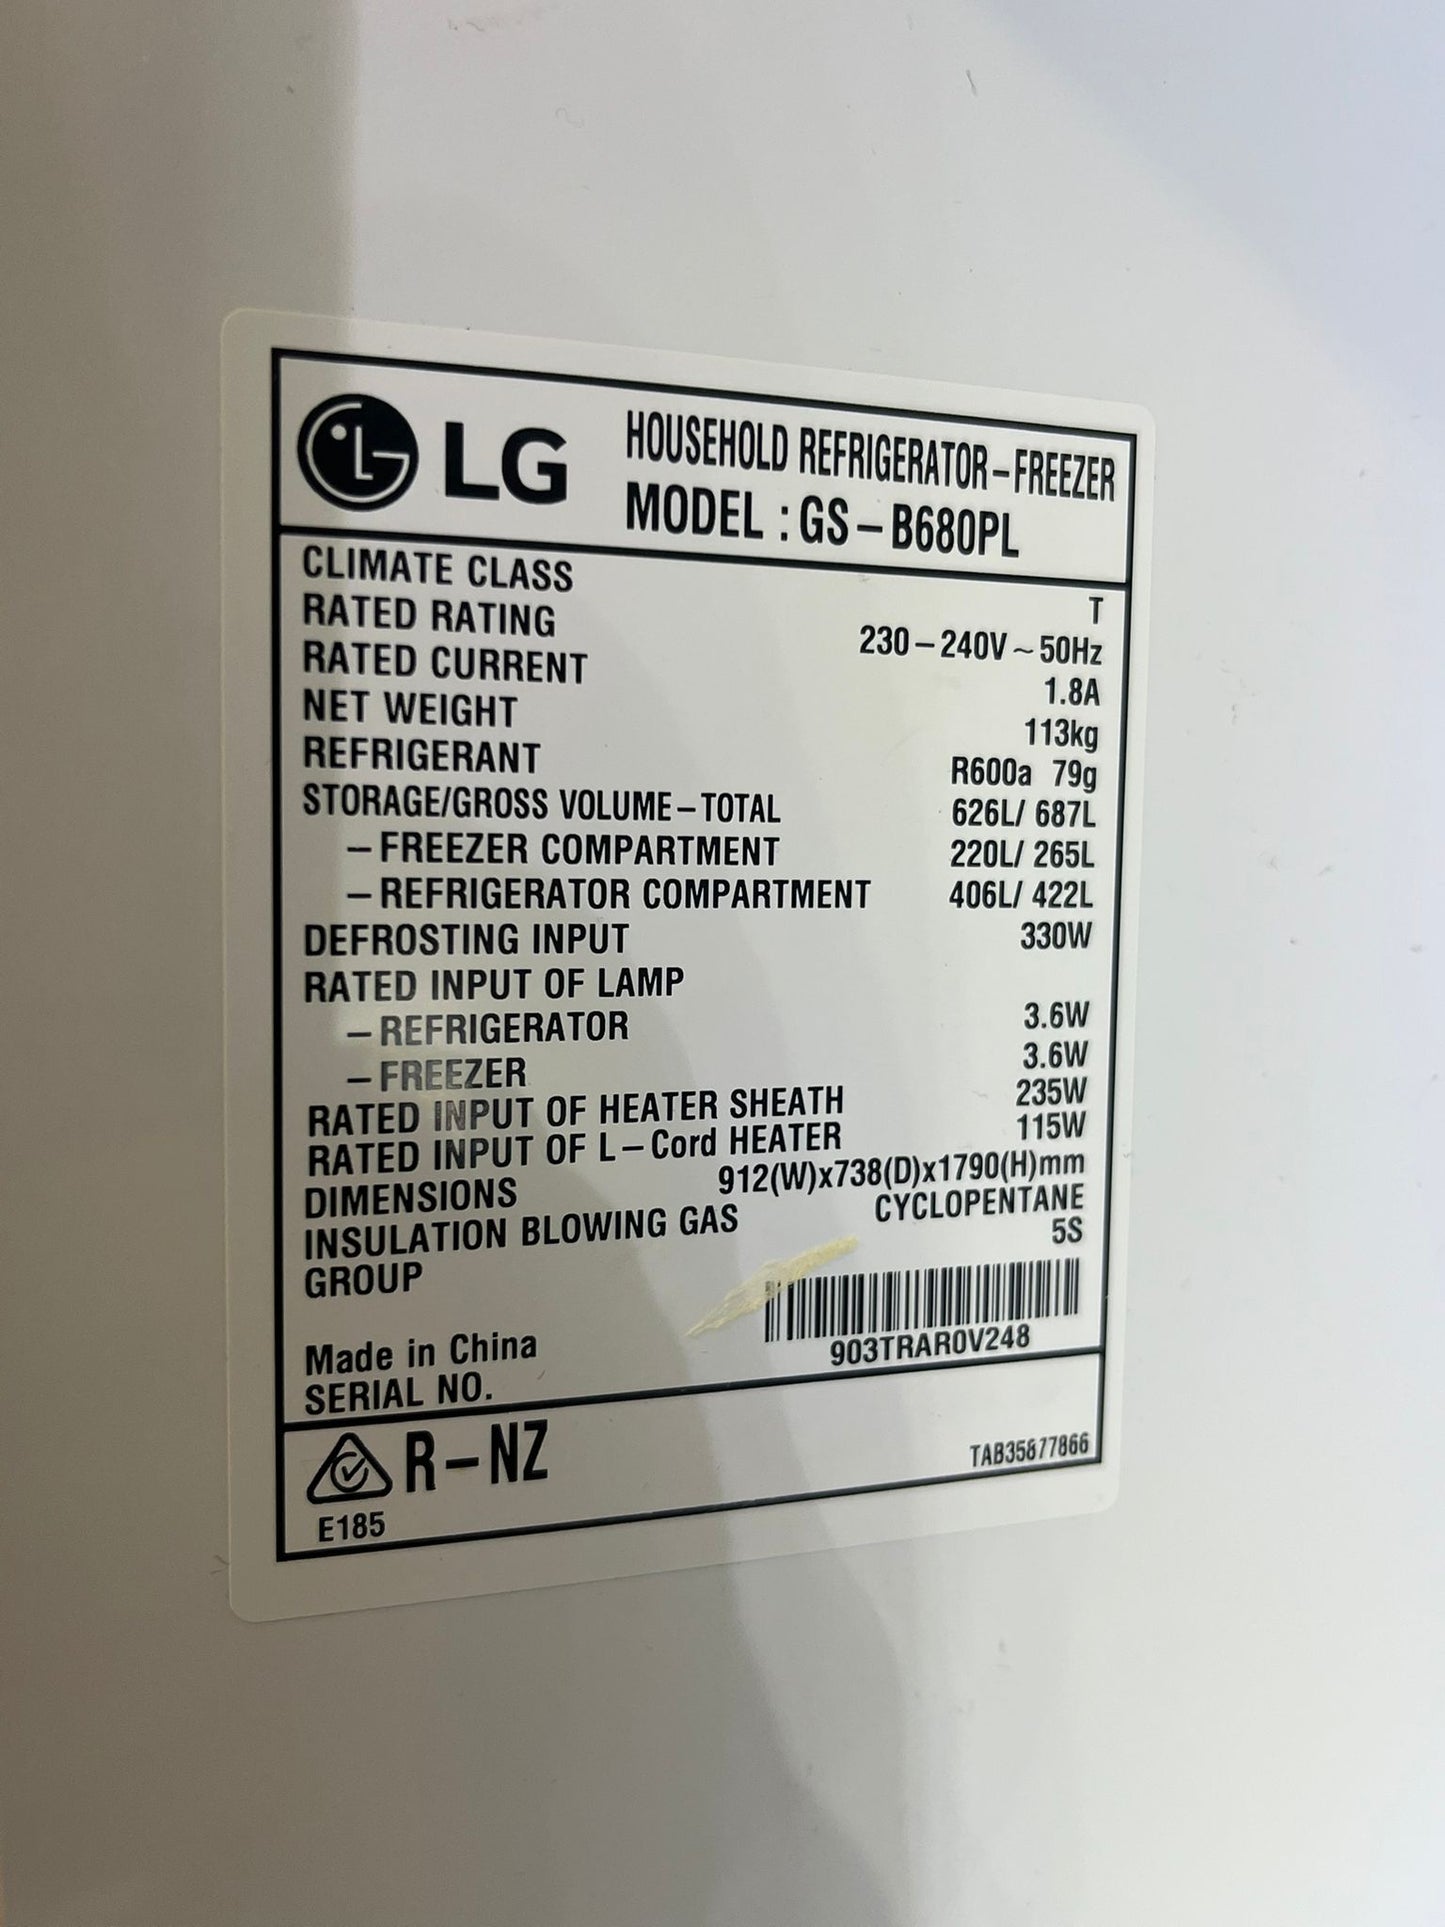 LG HOUSEHOLD REFRIGERATOR-FREEZER
MODEL : GS-B680PL
CLIMATE CLASS T
RATED RATING 230-240V ~ 50Hz
RATED CURRENT 1.8A
NET WEIGHT 113kg
REFRIGERANT R600a 79g
STORAGE/GROSS VOLUME-TOTAL 626L/ 687L
-FREEZER COMPARTMENT 220L/ 265L
-REFRIGERATOR COMPARTMENT 406L/ 422L
DEFROSTING INPUT 330W
RATED INPUT OF LAMP
-REFRIGERATOR 3.6W
-FREEZER 3.6W
RATED INPUT OF HEATER SHEATH 235W
RATED INPUT OF L-Cord HEATER 115W
DIMENSIONS 912(W)x738(D)x1790(H)mm
INSULATION BLOWING GAS CYCLOPENTANE
GROUP 5S
Made in China
SERIAL NO. 903TRAR0V248
R-NZ
E185
TAB35877866